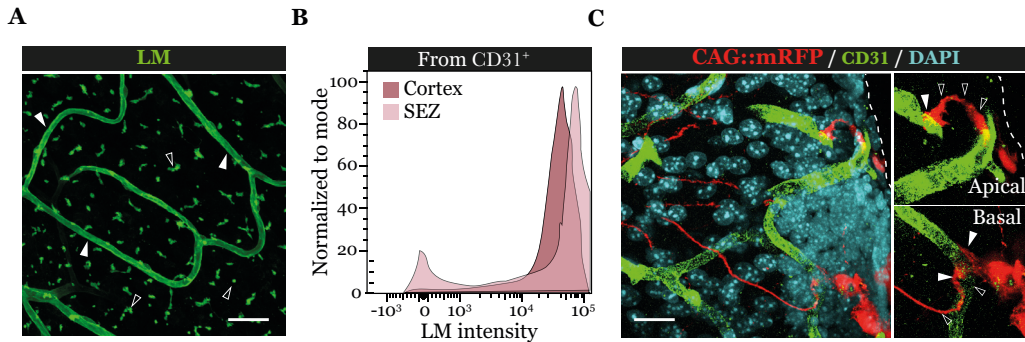 A
LM
B
From CD31⁺
Cortex
SEZ
Normalized to mode
100
80
60
40
20
0
-10³
0
10³
10⁴
10⁵
LM intensity
C
CAG::mRFP / CD31 / DAPI
Apical
Basal